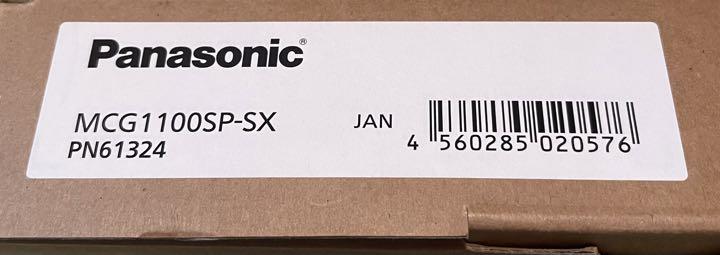 Panasonic®
MCG1100SP-SX
PN61324
JAN
4 560285 020576